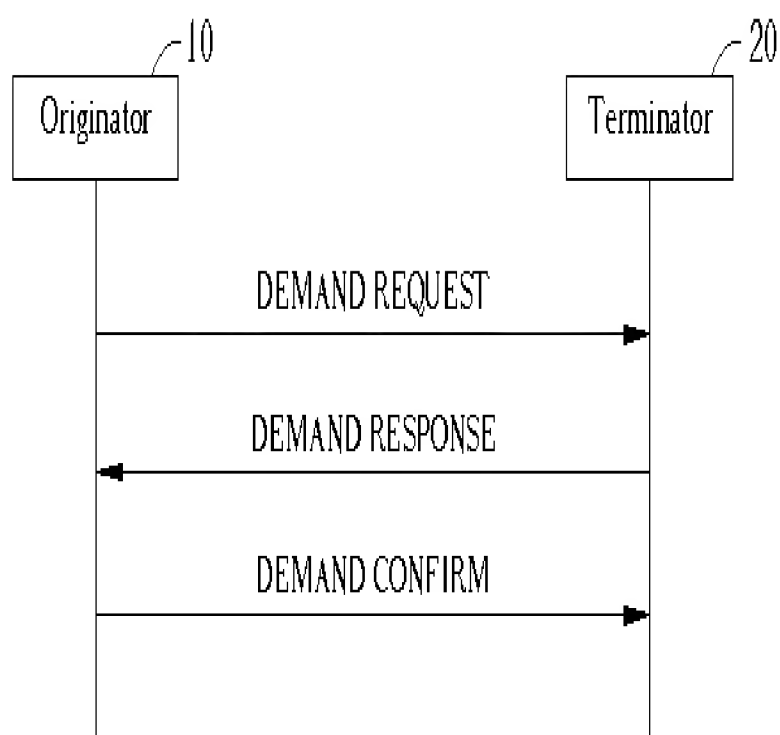 10
20
Originator
Terminator
DEMAND REQUEST
DEMAND RESPONSE
DEMAND CONFIRM